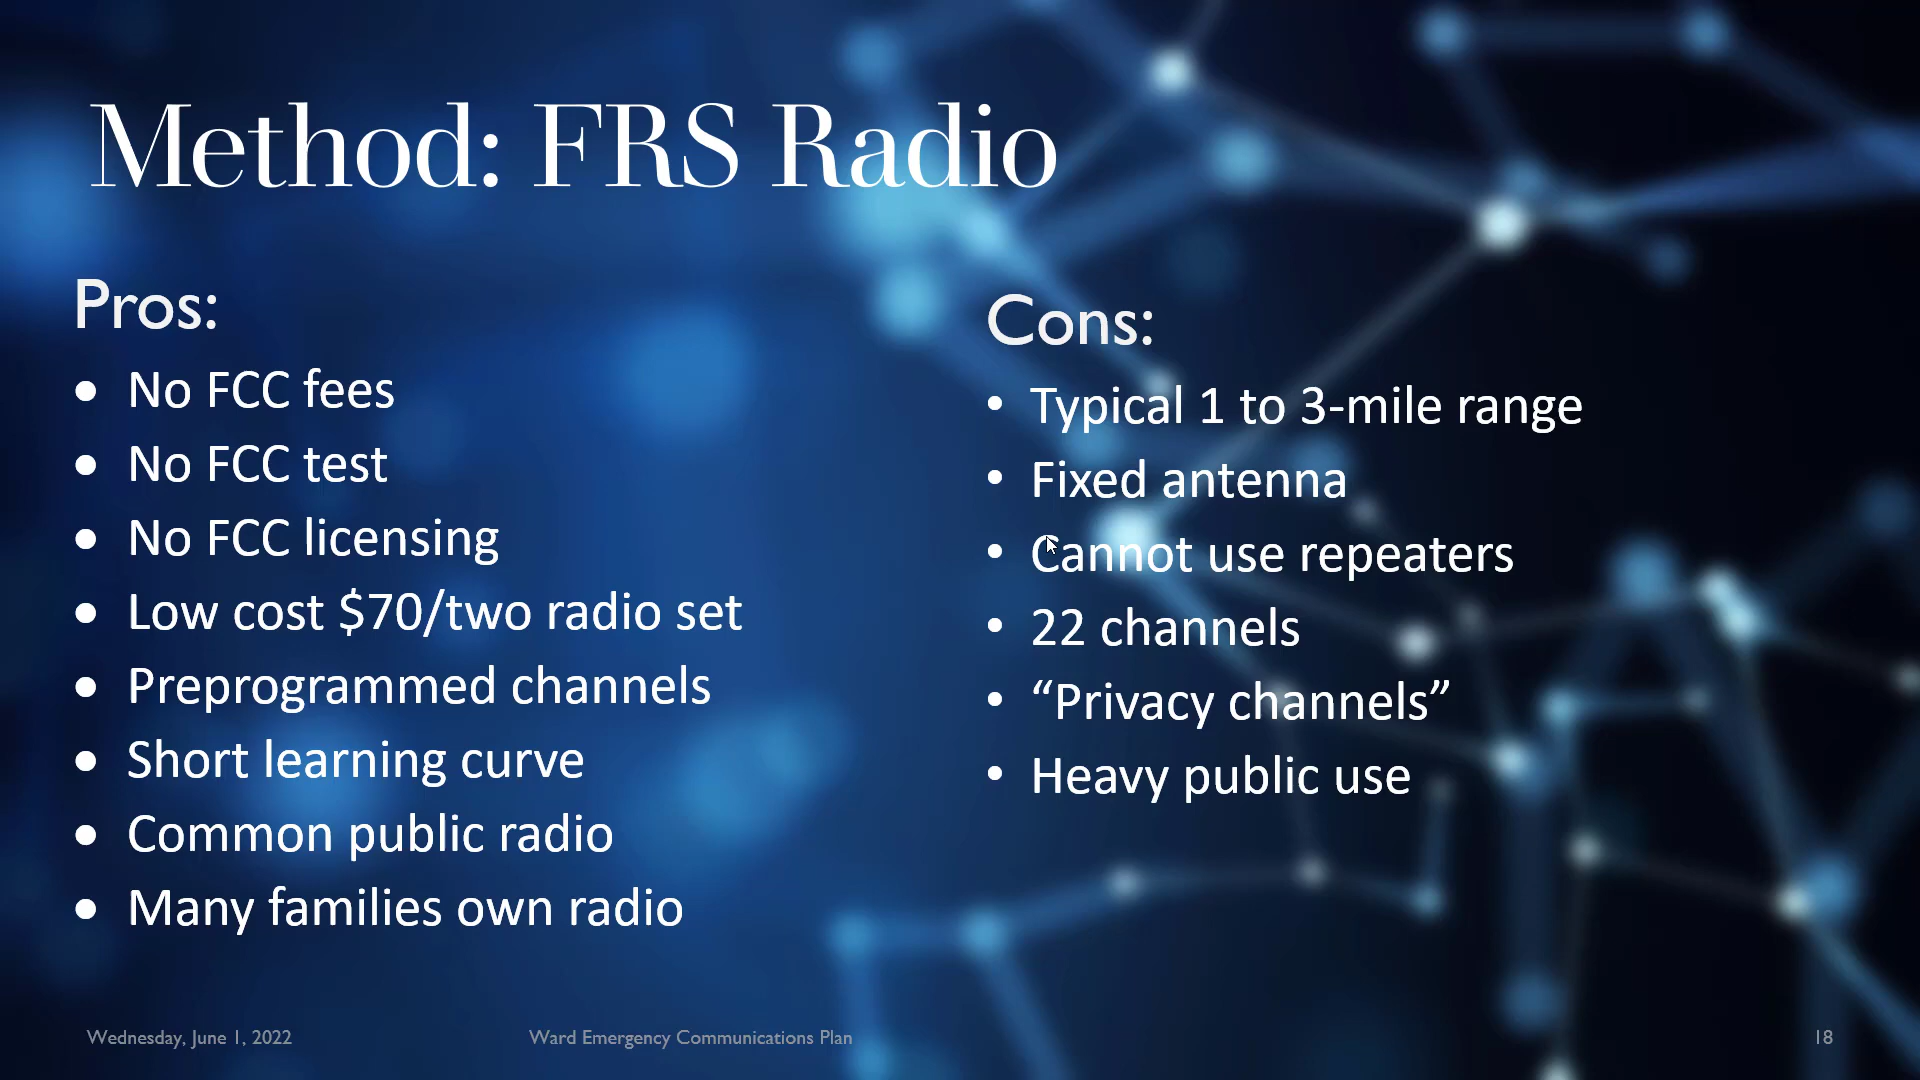 Method: FRS Radio
Pros:
• No FCC fees
• No FCC test
• No FCC licensing
• Low cost $70/two radio set
• Preprogrammed channels
• Short learning curve
• Common public radio
• Many families own radio
Cons:
• Typical 1 to 3-mile range
• Fixed antenna
• Cannot use repeaters
• 22 channels
• “Privacy channels”
• Heavy public use
Wednesday, June 1, 2022
Ward Emergency Communications Plan
18